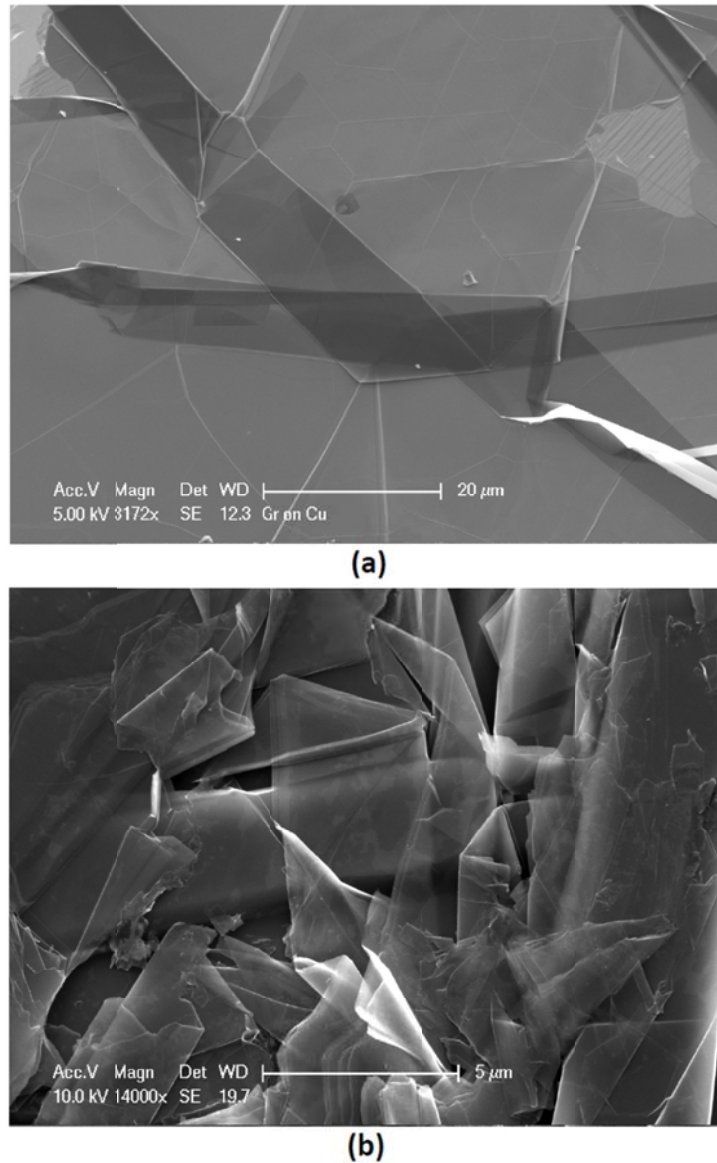 Acc.V Magn Det WD 20 μm
5.00 kV 3172x SE 12.3 Gr on Cu
(a)
Acc.V Magn Det WD 5 μm
10.0 kV 14000x SE 19.7
(b)